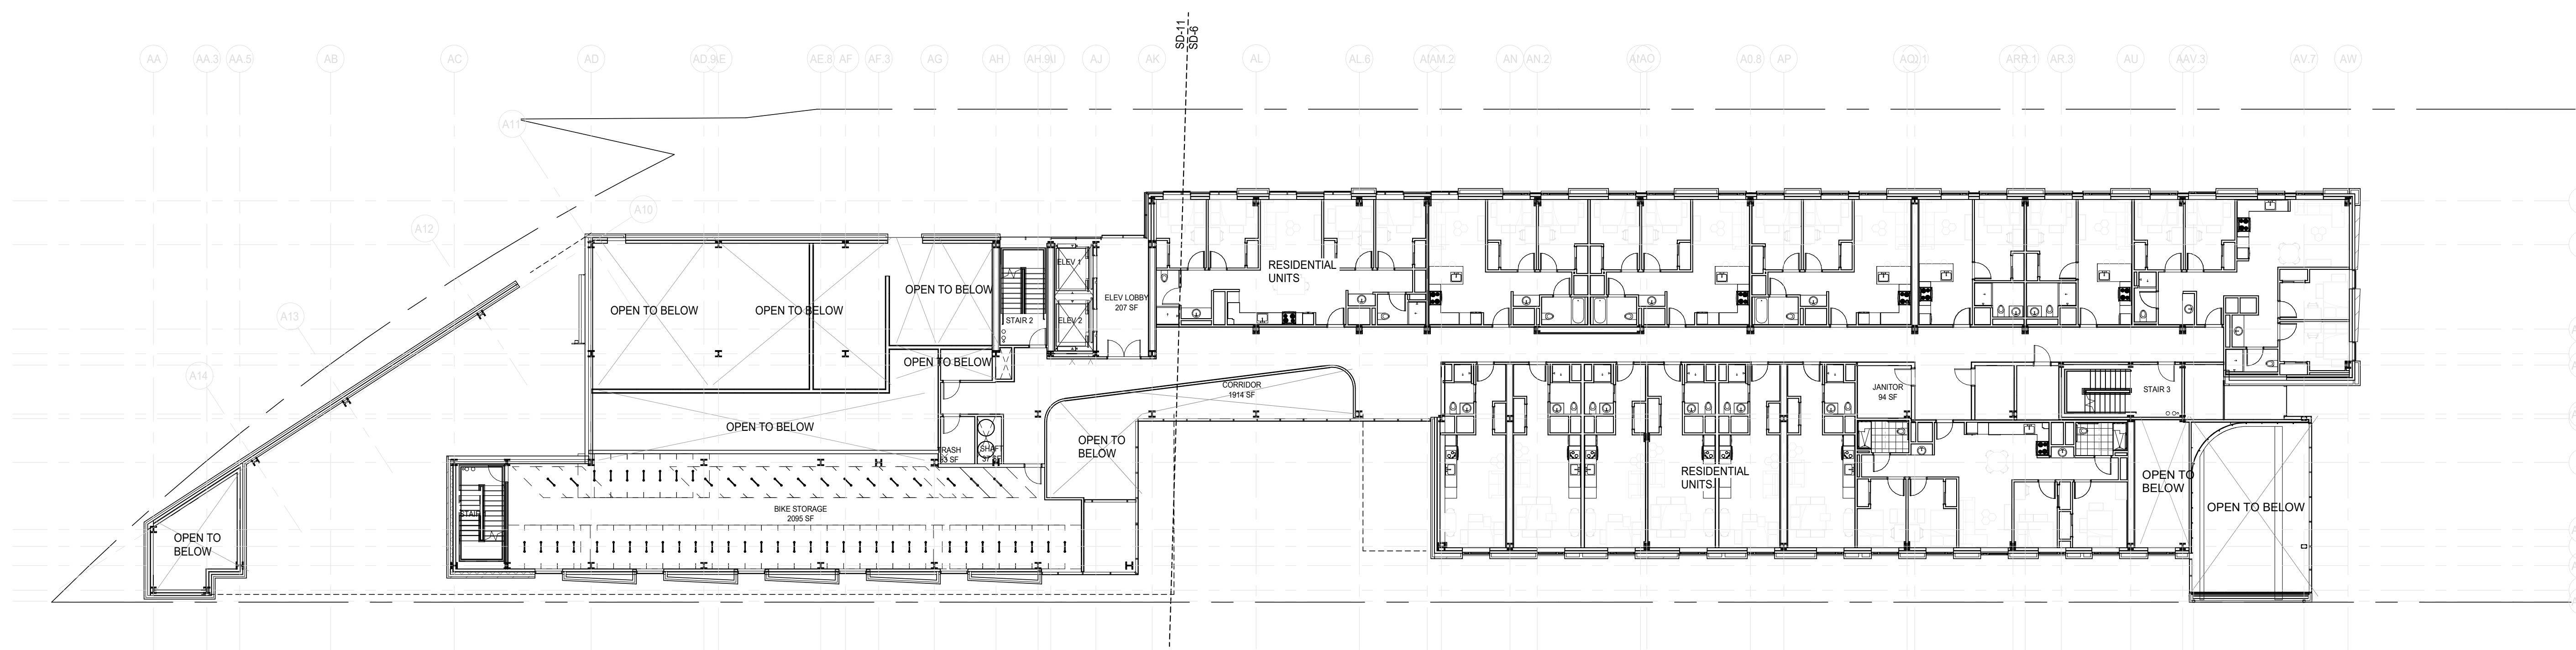 SD-11
SD-6
AA
AA.3
AA.5
AB
AC
AD
AE.8
AF
AF.3
AG
AH
AJ
AK
AL
AL.6
AN
AN.2
AP
AR.3
AU
AV.7
AW
A11
A10
A12
A13
A14
OPEN TO BELOW
OPEN TO BELOW
OPEN TO BELOW
OPEN TO BELOW
OPEN TO BELOW
ELEV 1
ELEV 2
STAIR 2
ELEV LOBBY
207 SF
RESIDENTIAL
UNITS
CORRIDOR
1914 SF
JANITOR
94 SF
STAIR 3
OPEN TO
BELOW
SHAFT
BIKE STORAGE
2095 SF
OPEN TO
BELOW
RESIDENTIAL
UNITS
OPEN TO
BELOW
OPEN TO BELOW